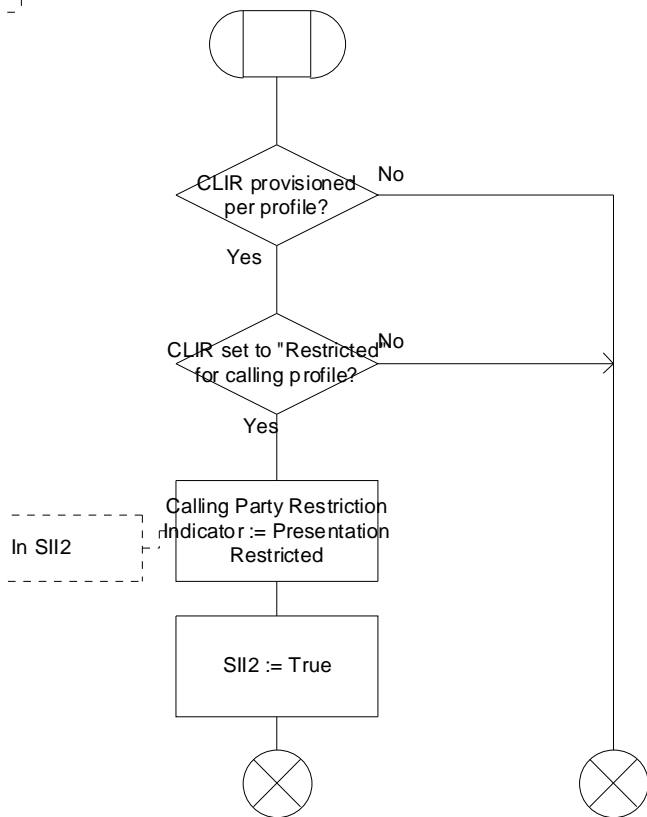 CLIR provisioned
per profile?
No
Yes
CLIR set to "Restricted"
for calling profile?
No
Yes
Calling Party Restriction
Indicator := Presentation
Restricted
In SII2
SII2 := True